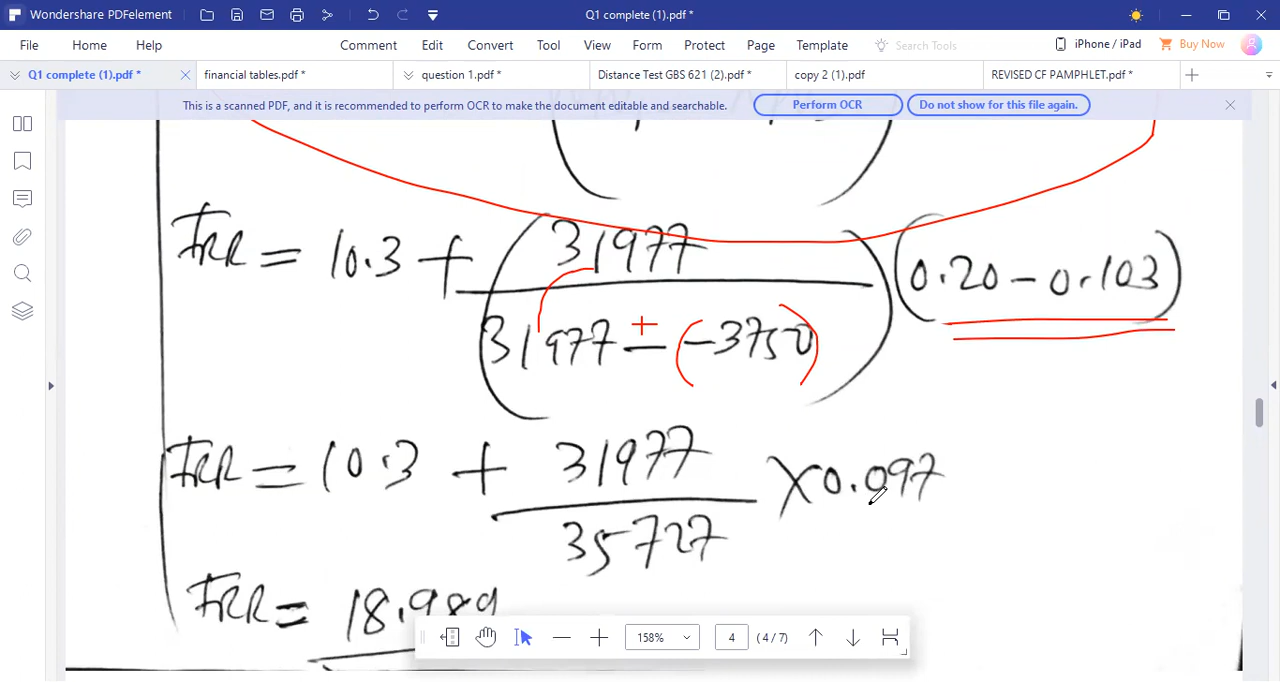 Wondershare PDFelement
Q1 complete (1).pdf *
File Home Help
Comment Edit Convert Tool View Form Protect Page Template Search Tools
iPhone / iPad Buy Now
Q1 complete (1).pdf * financial tables.pdf * question 1.pdf * Distance Test GBS 621 (2).pdf * copy 2 (1).pdf REVISED CF PAMPHLET.pdf *
This is a scanned PDF, and it is recommended to perform OCR to make the document editable and searchable. Perform OCR Do not show for this file again.
IRR = 10.3 + ( 31977
31977 + - (-3750) ) (0.20 - 0.103)
IRR = 10.3 + 31977 X 0.097
35727
IRR = 18.989
158% 4 (4/7)